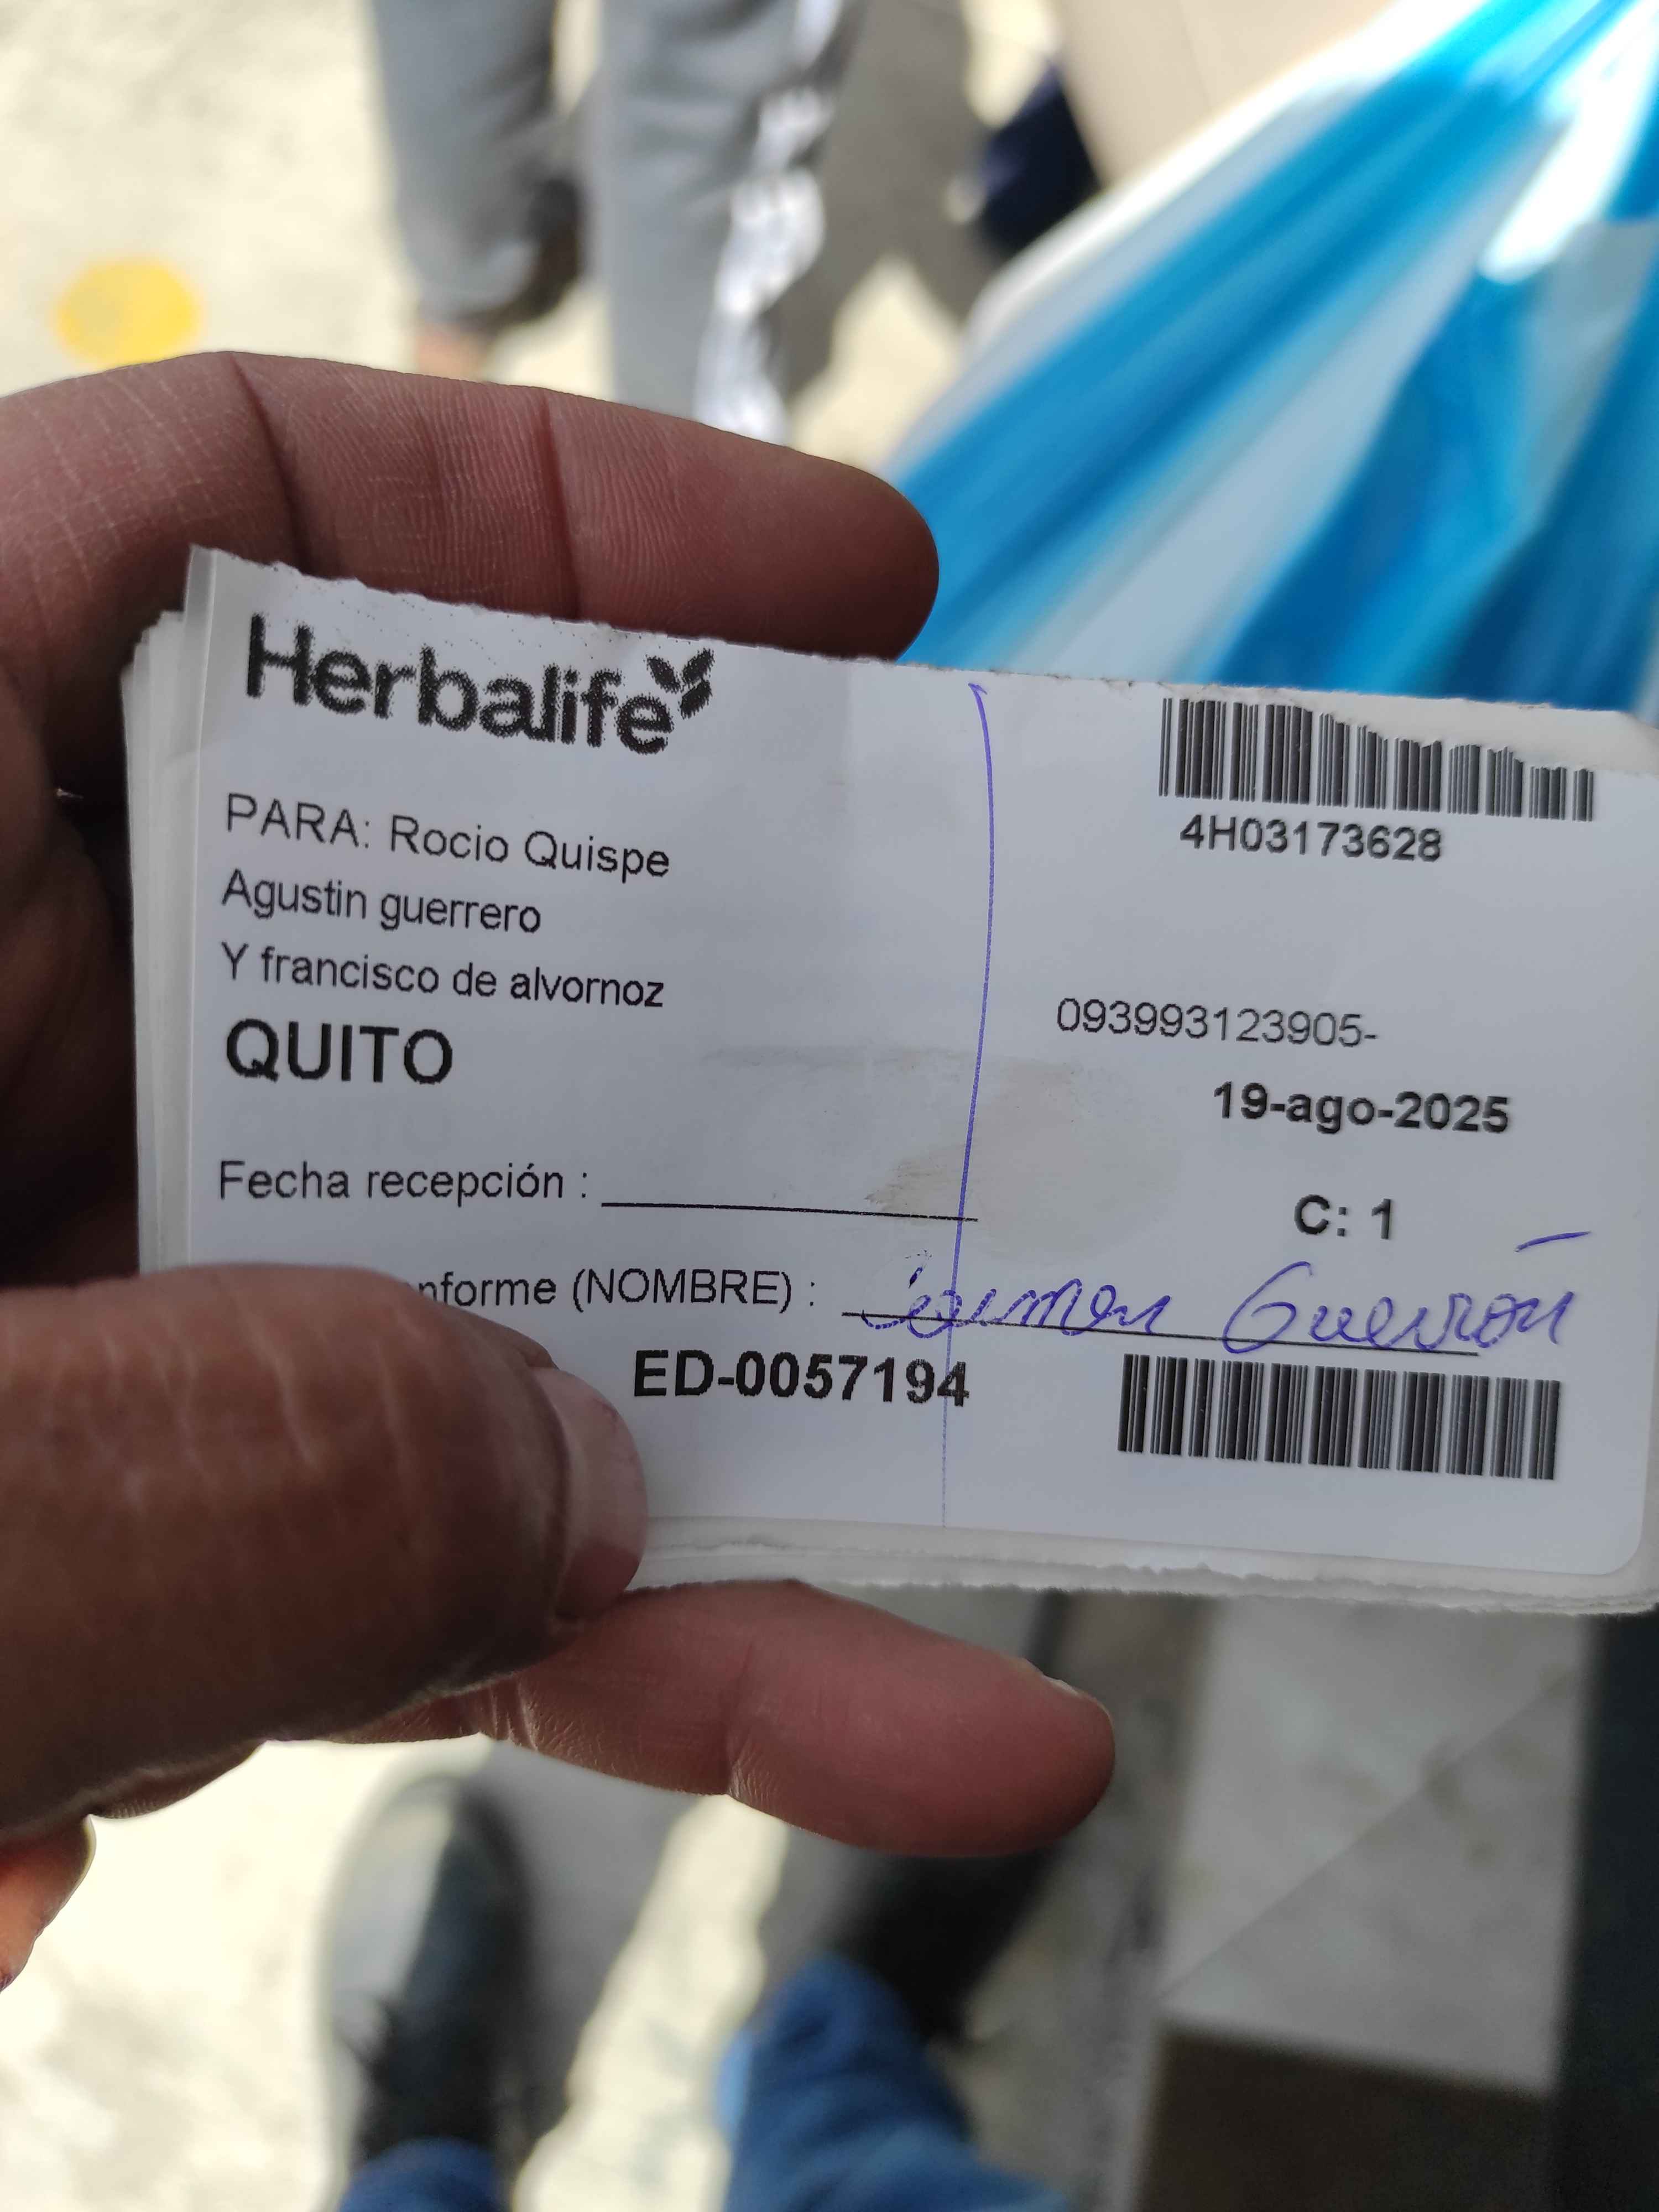 Herbalife
4H03173628
PARA: Rocio Quispe
Agustin guerrero
Y francisco de alvornoz
QUITO
093993123905-
19-ago-2025
C: 1
Fecha recepción :
nforme (NOMBRE) : Carmen Guerrón
ED-0057194